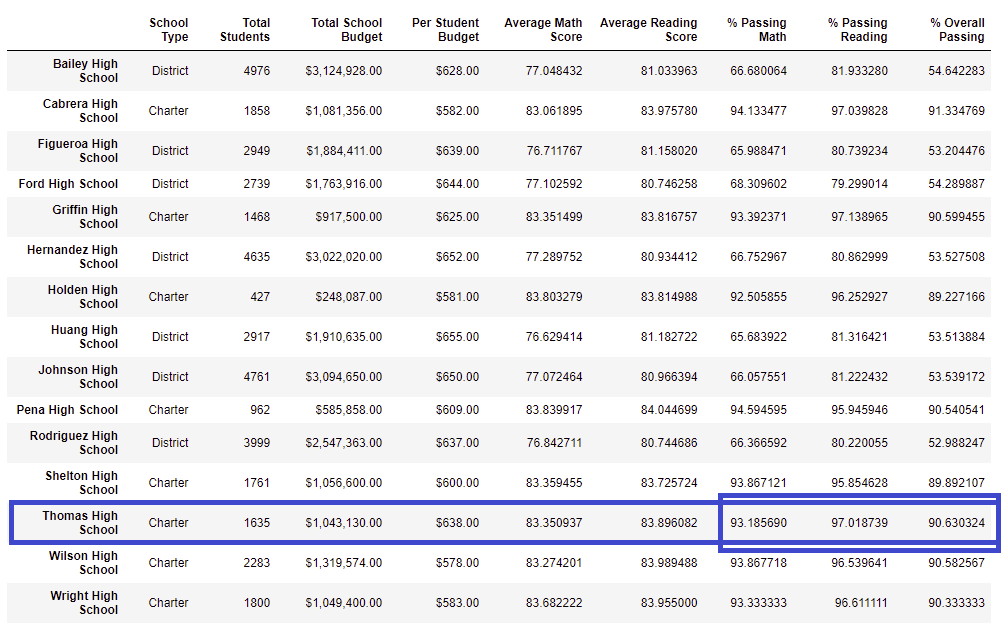 School Type Total Students Total School Budget Per Student Budget Average Math Score Average Reading Score % Passing Math % Passing Reading % Overall Passing
Bailey High School District 4976 $3,124,928.00 $628.00 77.048432 81.033963 66.680064 81.933280 54.642283
Cabrera High School Charter 1858 $1,081,356.00 $582.00 83.061895 83.975780 94.133477 97.039828 91.334769
Figueroa High School District 2949 $1,884,411.00 $639.00 76.711767 81.158020 65.988471 80.739234 53.204476
Ford High School District 2739 $1,763,916.00 $644.00 77.102592 80.746258 68.309602 79.299014 54.289887
Griffin High School Charter 1468 $917,500.00 $625.00 83.351499 83.816757 93.392371 97.138965 90.599455
Hernandez High School District 4635 $3,022,020.00 $652.00 77.289752 80.934412 66.752967 80.862999 53.527508
Holden High School Charter 427 $248,087.00 $581.00 83.803279 83.814988 92.505855 96.252927 89.227166
Huang High School District 2917 $1,910,635.00 $655.00 76.629414 81.182722 65.683922 81.316421 53.513884
Johnson High School District 4761 $3,094,650.00 $650.00 77.072464 80.966394 66.057551 81.222432 53.539172
Pena High School Charter 962 $585,858.00 $609.00 83.839917 84.044699 94.594595 95.945946 90.540541
Rodriguez High School District 3999 $2,547,363.00 $637.00 76.842711 80.744686 66.366592 80.220055 52.988247
Shelton High School Charter 1761 $1,056,600.00 $600.00 83.359455 83.725724 93.867121 95.854628 89.892107
Thomas High School Charter 1635 $1,043,130.00 $638.00 83.350937 83.896082 93.185690 97.018739 90.630324
Wilson High School Charter 2283 $1,319,574.00 $578.00 83.274201 83.989488 93.867718 96.539641 90.582567
Wright High School Charter 1800 $1,049,400.00 $583.00 83.682222 83.955000 93.333333 96.611111 90.333333